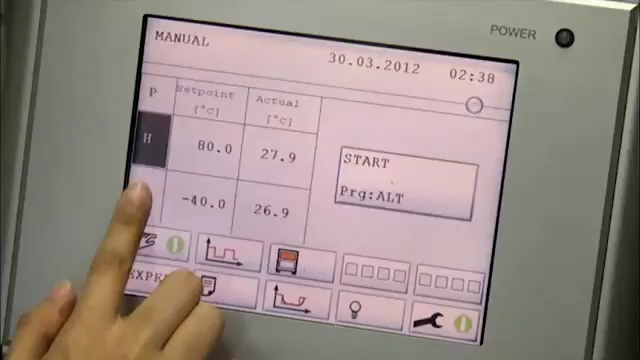 POWER
MANUAL
30.03.2012 02:38
P Setpoint Actual
[°C] [°C]
H 80.0 27.9
-40.0 26.9
START
Prg:ALT